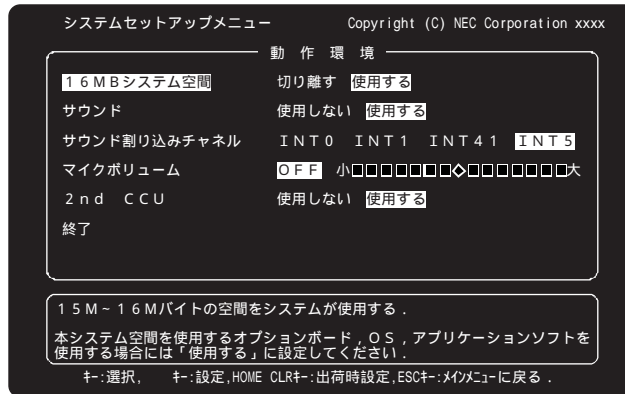 システムセットアップメニュー Copyright (C) NEC Corporation xxxx
動 作 環 境
１６ＭＢシステム空間 切り離す 使用する
サウンド 使用しない 使用する
サウンド割り込みチャネル ＩＮＴ０ ＩＮＴ１ ＩＮＴ４１ ＩＮＴ５
マイクボリューム ＯＦＦ 小□□□□□□□◇□□□□□□□大
２ｎｄ ＣＣＵ 使用しない 使用する
終了
１５Ｍ～１６Ｍバイトの空間をシステムが使用する．
本システム空間を使用するオプションボード，ＯＳ，アプリケーションソフトを
使用する場合には「使用する」に設定してください．
ｷｰ:選択, ｷｰ:設定,HOME CLRｷｰ:出荷時設定,ESCｷｰ:ﾒｲﾝﾒﾆｭｰに戻る．